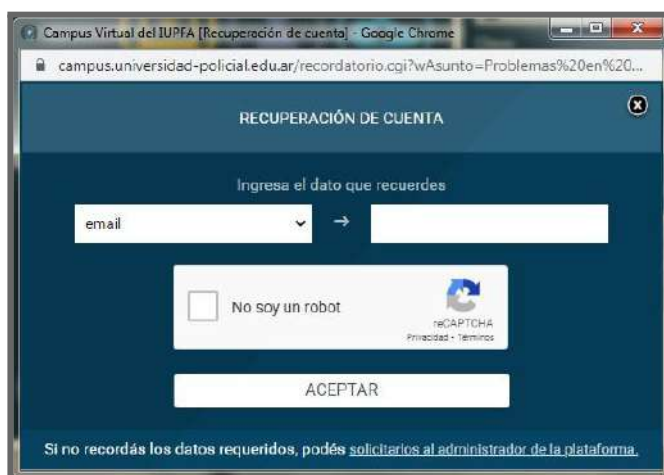 Campus Virtual del IUPFA [Recuperación de cuenta] - Google Chrome
campus.universidad-policial.edu.ar/recordatorio.cgi?wAsunto=Problemas%20en%20...
RECUPERACIÓN DE CUENTA
Ingresa el dato que recuerdes
email
No soy un robot
reCAPTCHA
Privacidad - Términos
ACEPTAR
Si no recordás los datos requeridos, podés solicitarlos al administrador de la plataforma.